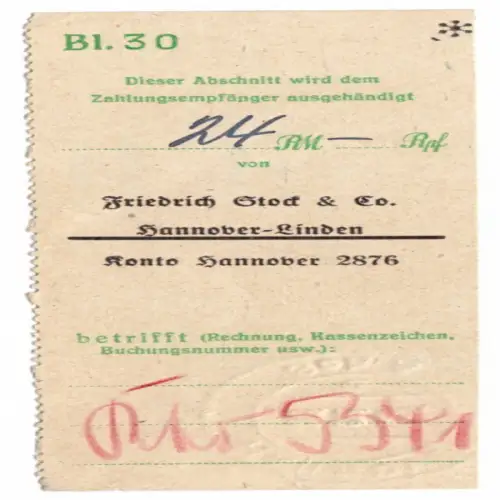 Bl. 30
Dieser Abschnitt wird dem
Zahlungsempfänger ausgehändigt
24 RM — Rpf
von
Friedrich Stock & Co.
Hannover-Linden
Konto Hannover 2876
betrifft (Rechnung, Kassenzeichen,
Buchungsnummer usw.):